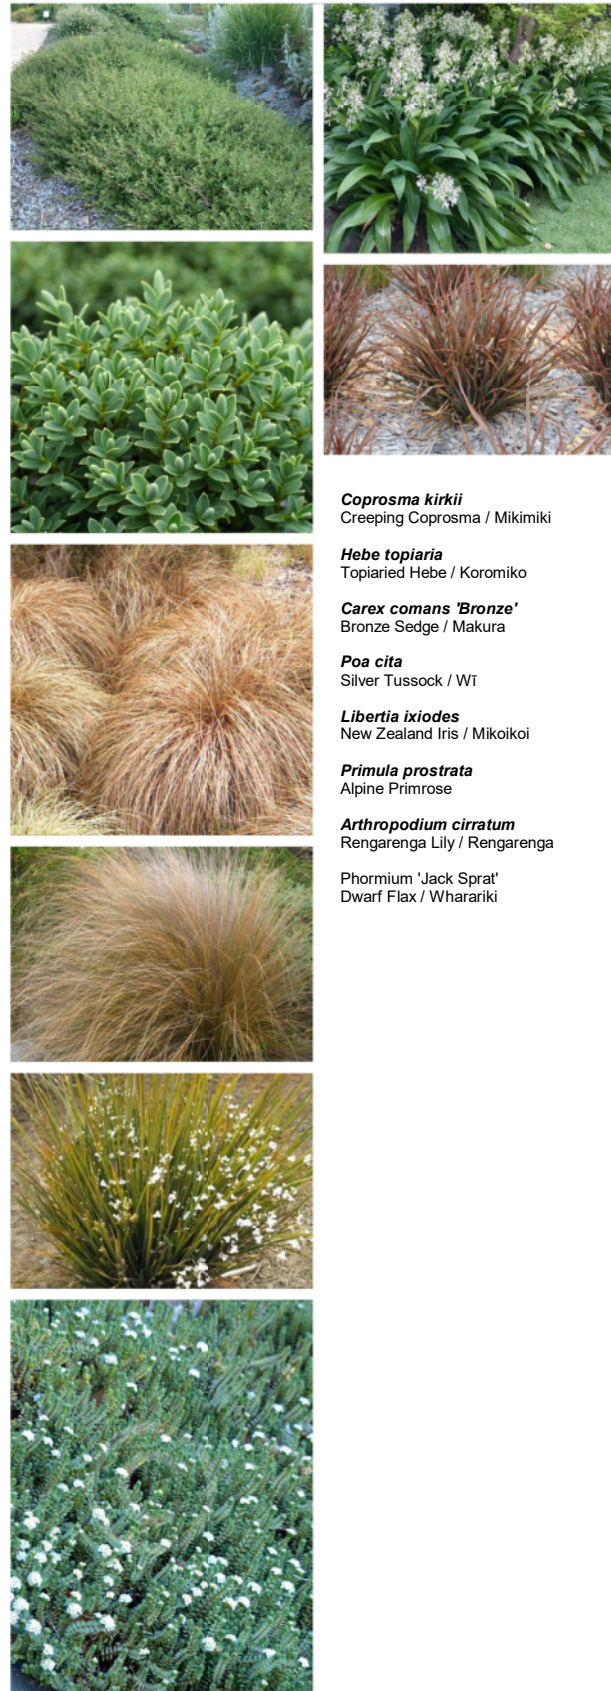 Coprosma kirkii
Creeping Coprosma / Mikimiki
Hebe topiaria
Topiaried Hebe / Koromiko
Carex comans 'Bronze'
Bronze Sedge / Makura
Poa cita
Silver Tussock / Wī
Libertia ixiodes
New Zealand Iris / Mikoikoi
Primula prostrata
Alpine Primrose
Arthropodium cirratum
Rengarenga Lily / Rengarenga
Phormium 'Jack Sprat'
Dwarf Flax / Wharariki